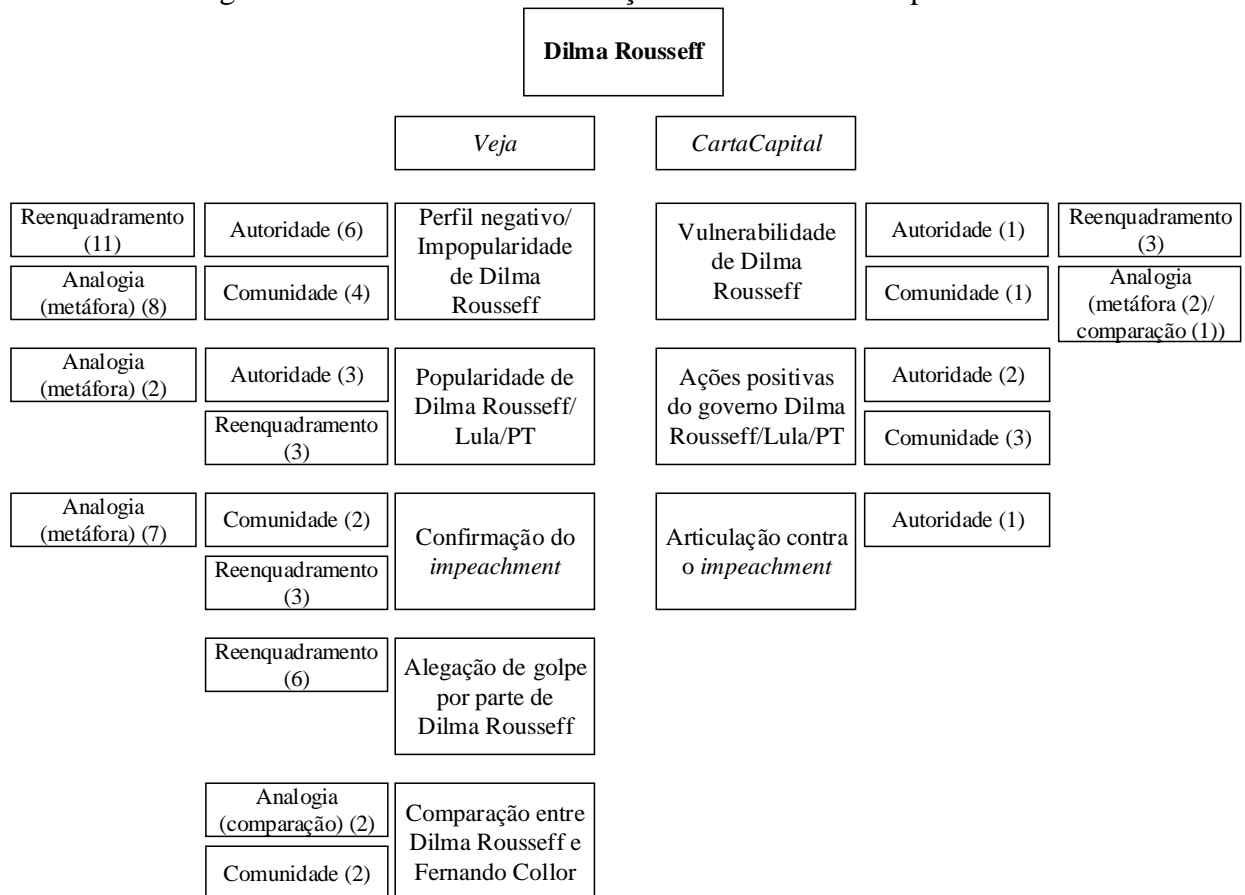 Dilma Rousseff
Veja
CartaCapital
Reenquadramento
(11)
Autoridade (6)
Analogia
(metáfora) (8)
Comunidade (4)
Perfil negativo/
Impopularidade
de Dilma
Rousseff
Vulnerabilidade
de Dilma
Rousseff
Autoridade (1)
Reenquadramento
(3)
Comunidade (1)
Analogia
(metáfora (2)/
comparação (1))
Analogia
(metáfora) (2)
Autoridade (3)
Reenquadramento
(3)
Popularidade de
Dilma Rousseff/
Lula/PT
Ações positivas
do governo Dilma
Rousseff/Lula/PT
Autoridade (2)
Comunidade (3)
Analogia
(metáfora) (7)
Comunidade (2)
Reenquadramento
(3)
Confirmação do
impeachment
Articulação contra
o impeachment
Autoridade (1)
Reenquadramento
(6)
Alegação de golpe
por parte de
Dilma Rousseff
Analogia
(comparação) (2)
Comunidade (2)
Comparação entre
Dilma Rousseff e
Fernando Collor